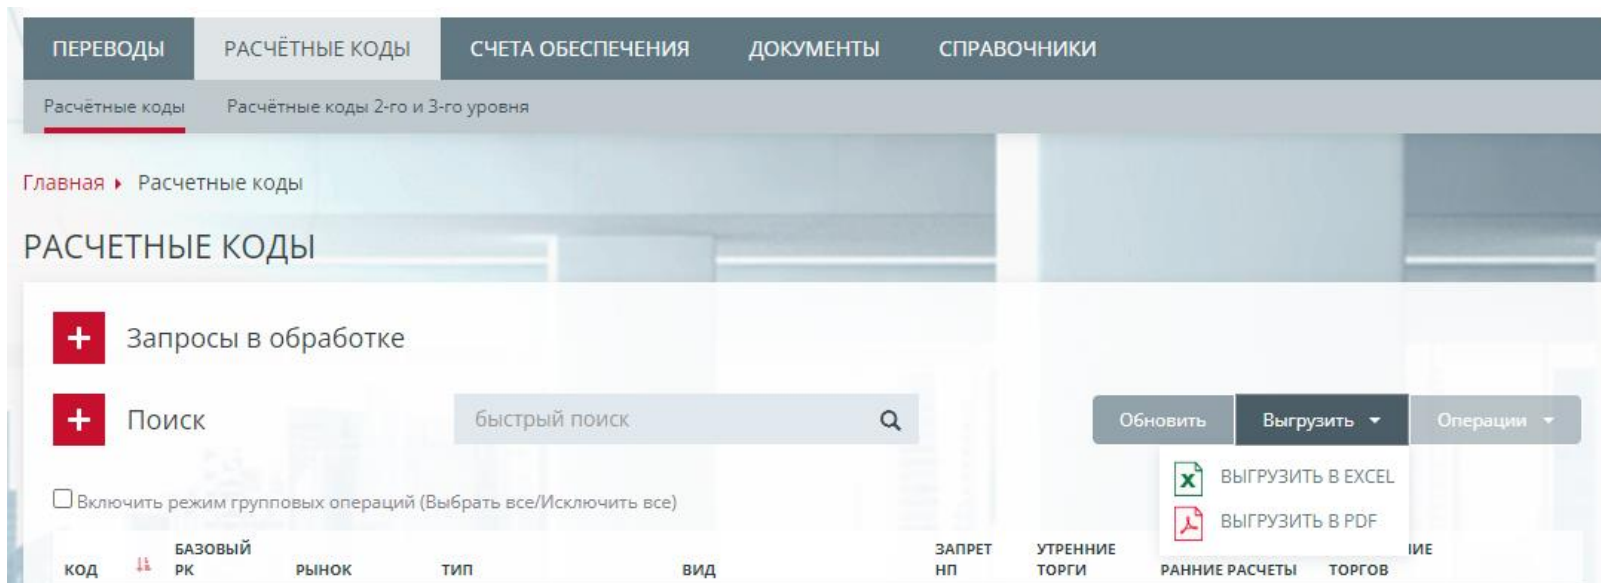 ПЕРЕВОДЫ РАСЧЁТНЫЕ КОДЫ СЧЕТА ОБЕСПЕЧЕНИЯ ДОКУМЕНТЫ СПРАВОЧНИКИ
Расчётные коды Расчётные коды 2-го и 3-го уровня
Главная Расчетные коды
РАСЧЕТНЫЕ КОДЫ
Запросы в обработке
Поиск быстрый поиск Обновить Выгрузить Операции
ВЫГРУЗИТЬ В EXCEL
Включить режим групповых операций (Выбрать все/Исключить все)
ВЫГРУЗИТЬ В PDF
БАЗОВЫЙ ЗАПРЕТ УТРЕННИЕ
КОД РК РЫНОК ТИП ВИД НП ТОРГИ РАННИЕ РАСЧЕТЫ ТОРГОВ